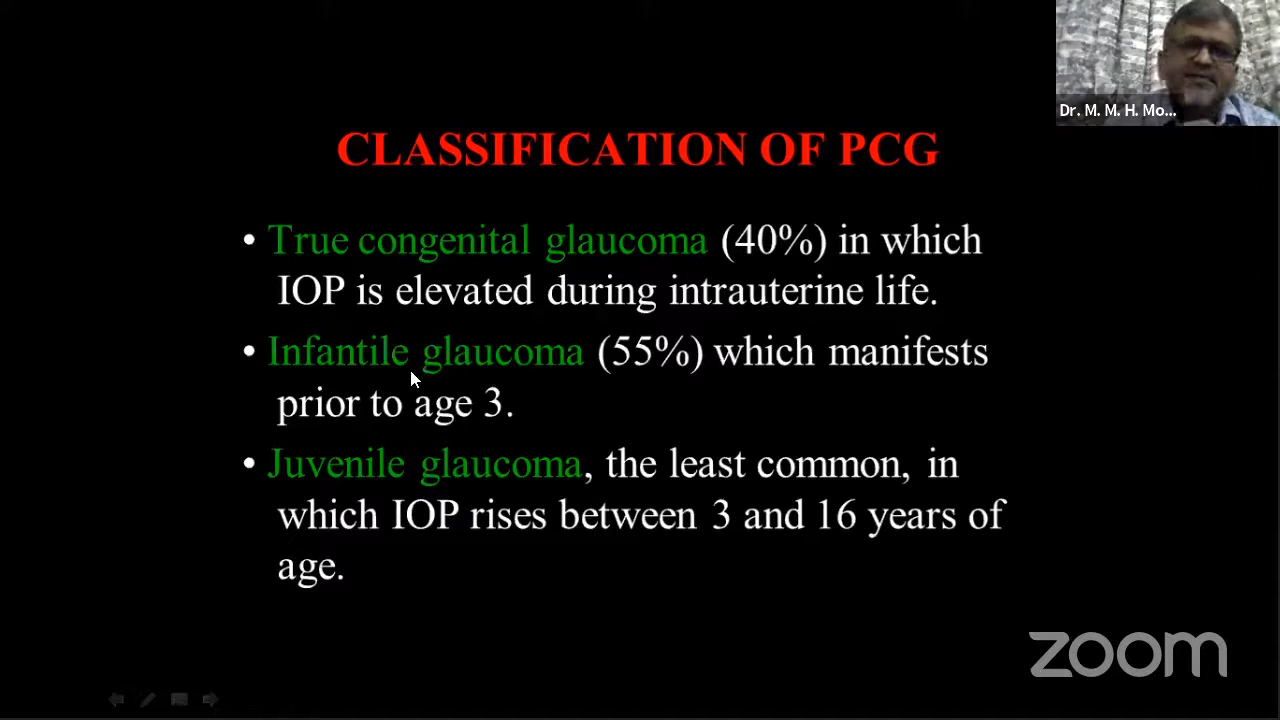 Dr. M. M. H. Mo...
CLASSIFICATION OF PCG
• True congenital glaucoma (40%) in which
IOP is elevated during intrauterine life.
• Infantile glaucoma (55%) which manifests
prior to age 3.
• Juvenile glaucoma, the least common, in
which IOP rises between 3 and 16 years of
age.
zoom